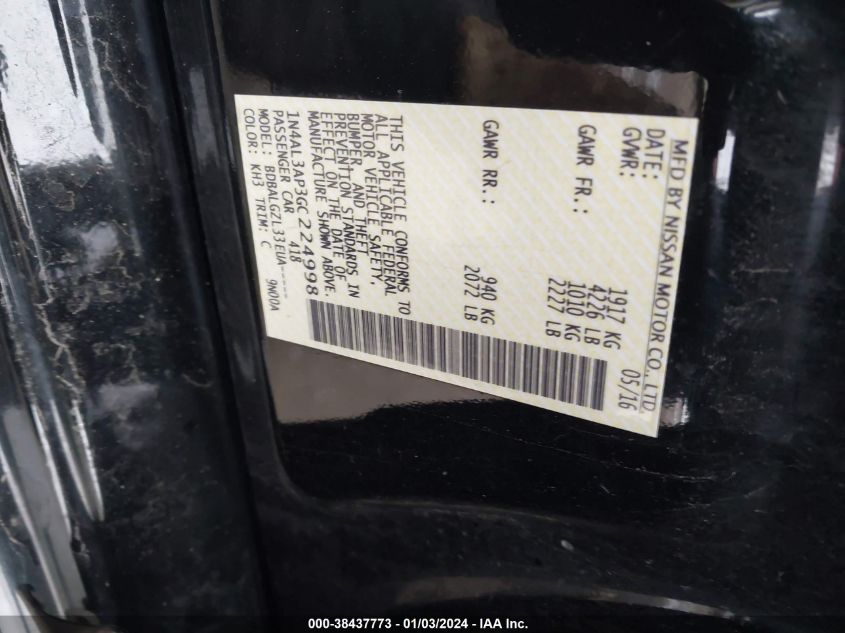 MFD BY NISSAN MOTOR CO., LTD.
DATE: 05/16
GVWR: 1917 KG
4226 LB
GAWR FR.: 1010 KG
2227 LB
GAWR RR.: 940 KG
2072 LB
THIS VEHICLE CONFORMS TO
ALL APPLICABLE FEDERAL
MOTOR VEHICLE SAFETY,
BUMPER, AND THEFT
PREVENTION STANDARDS IN
EFFECT ON THE DATE OF
MANUFACTURE SHOWN ABOVE.
1N4AL3AP3GC224998
PASSENGER CAR 41B
MODEL: BDBALGZL33EUA-----
COLOR: KH3 TRIM: C 9N00A
000-38437773 - 01/03/2024 - IAA Inc.